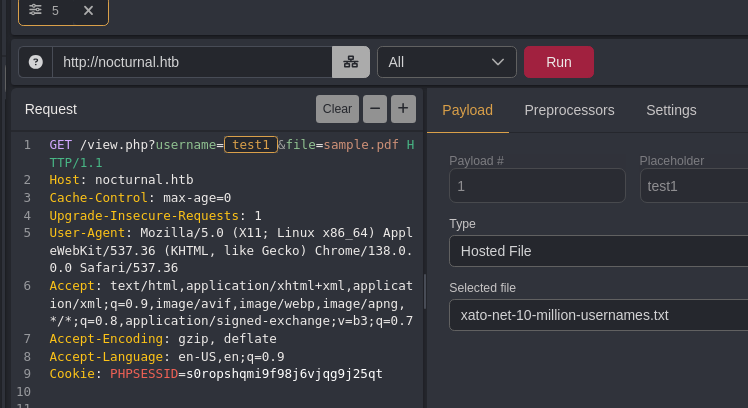 5
http://nocturnal.htb
All
Run
Request
Clear
Payload
Preprocessors
Settings
1 GET /view.php?username= test1 &file=sample.pdf H
TTP/1.1
2 Host: nocturnal.htb
3 Cache-Control: max-age=0
4 Upgrade-Insecure-Requests: 1
5 User-Agent: Mozilla/5.0 (X11; Linux x86_64) Appl
eWebKit/537.36 (KHTML, like Gecko) Chrome/138.0.
0.0 Safari/537.36
6 Accept: text/html,application/xhtml+xml,applicat
ion/xml;q=0.9,image/avif,image/webp,image/apng,
*/*;q=0.8,application/signed-exchange;v=b3;q=0.7
7 Accept-Encoding: gzip, deflate
8 Accept-Language: en-US,en;q=0.9
9 Cookie: PHPSESSID=s0ropshqmi9f98j6vjqg9j25qt
10
11
Payload #
Placeholder
1
test1
Type
Hosted File
Selected file
xato-net-10-million-usernames.txt